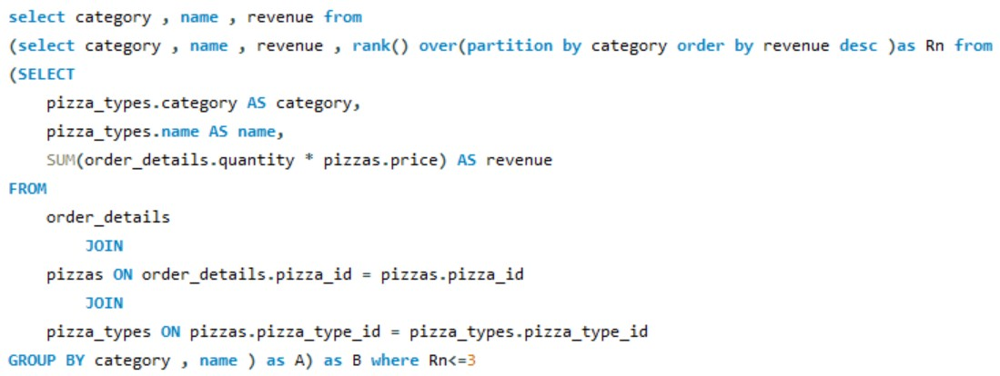 select category , name , revenue from
(select category , name , revenue , rank() over(partition by category order by revenue desc )as Rn from
(SELECT
pizza_types.category AS category,
pizza_types.name AS name,
SUM(order_details.quantity * pizzas.price) AS revenue
FROM
order_details
JOIN
pizzas ON order_details.pizza_id = pizzas.pizza_id
JOIN
pizza_types ON pizzas.pizza_type_id = pizza_types.pizza_type_id
GROUP BY category , name ) as A) as B where Rn<=3